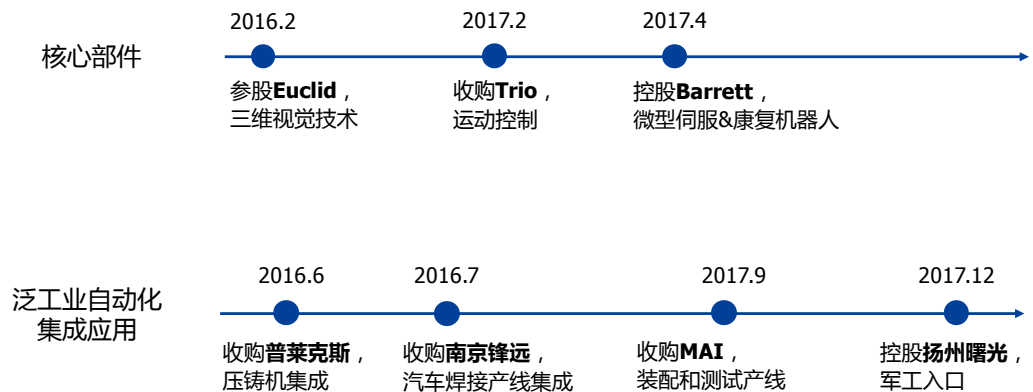 核心部件
2016.2
2017.2
2017.4
参股Euclid，
三维视觉技术
收购Trio，
运动控制
控股Barrett，
微型伺服&康复机器人
泛工业自动化
集成应用
2016.6
2016.7
2017.9
2017.12
收购普莱克斯，
压铸机集成
收购南京锋远，
汽车焊接产线集成
收购MAI，
装配和测试产线
控股扬州曙光，
军工入口